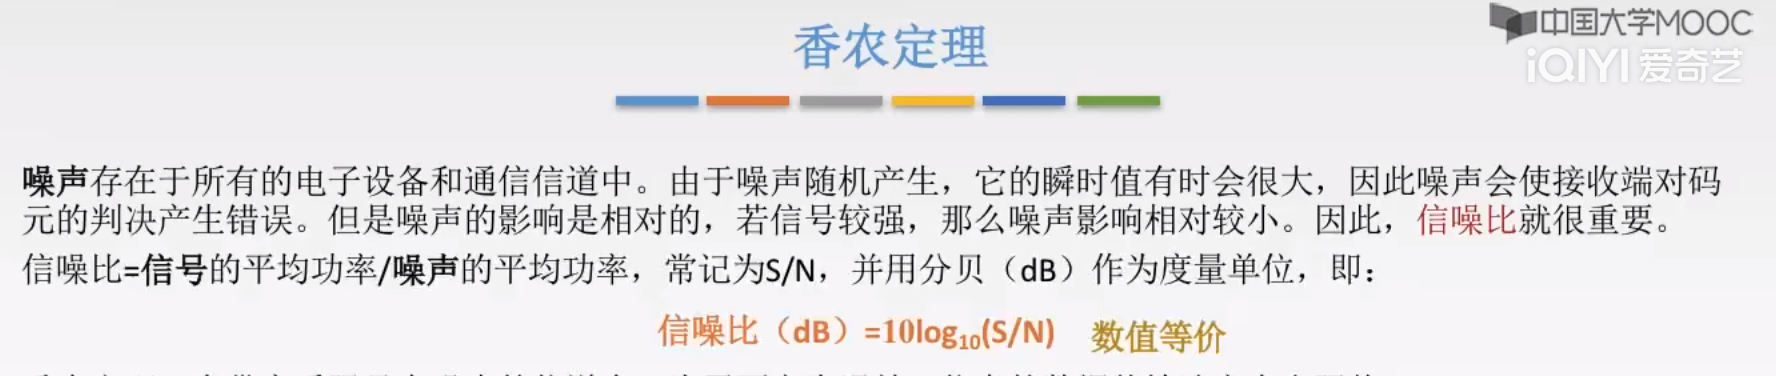 香农定理
中国大学MOOC
iQIYI 爱奇艺
噪声存在于所有的电子设备和通信信道中。由于噪声随机产生，它的瞬时值有时会很大，因此噪声会使接收端对码
元的判决产生错误。但是噪声的影响是相对的，若信号较强，那么噪声影响相对较小。因此，信噪比就很重要。
信噪比=信号的平均功率/噪声的平均功率，常记为S/N，并用分贝（dB）作为度量单位，即：
信噪比（dB）=10log₁₀(S/N) 数值等价